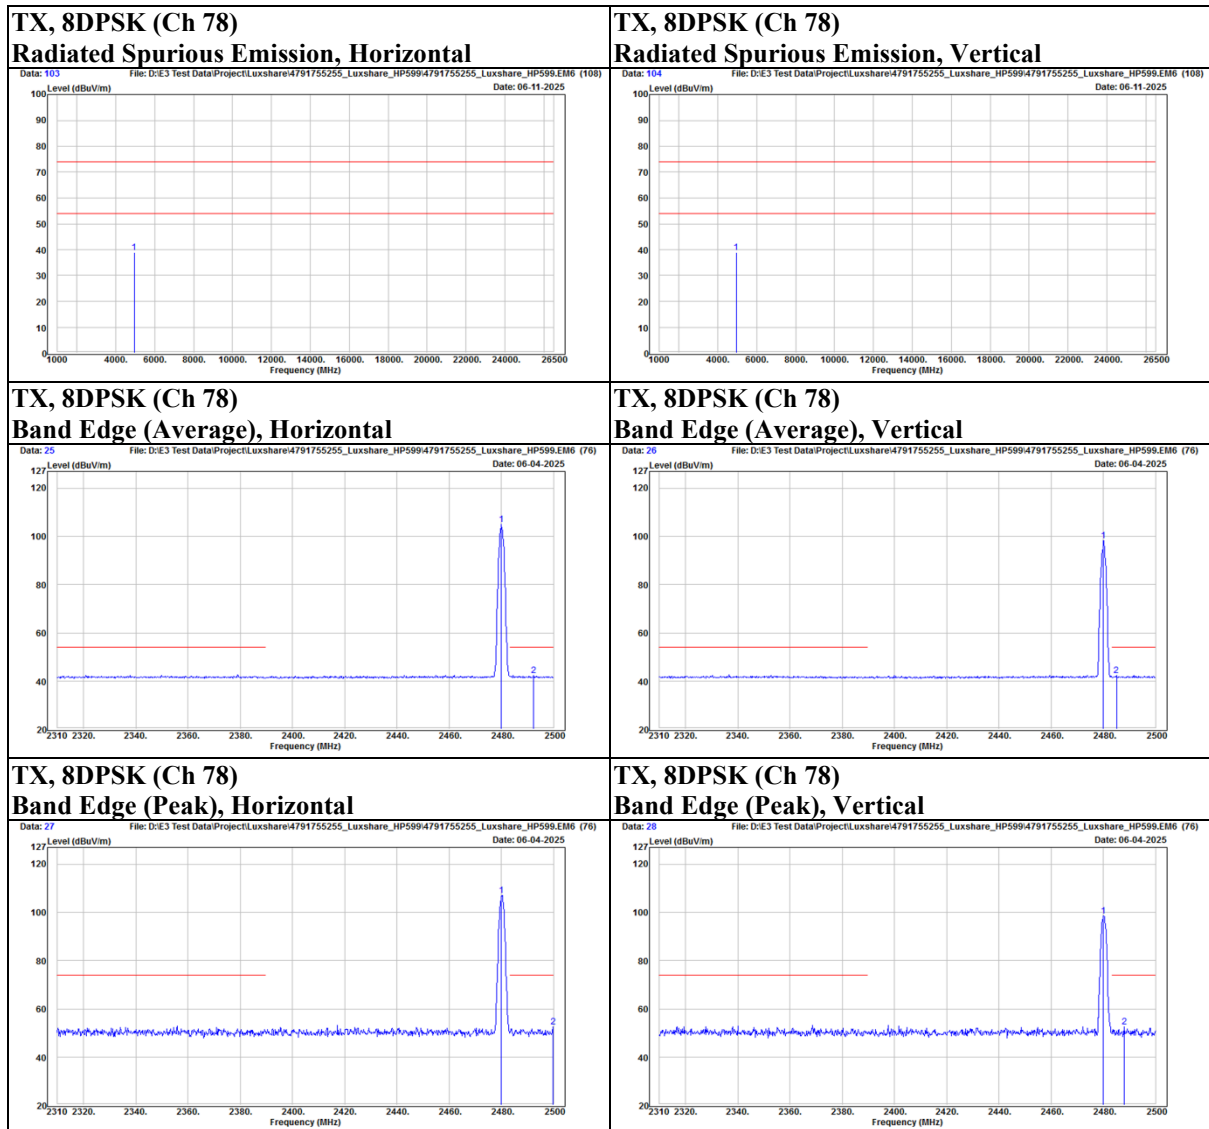 TX, 8DPSK (Ch 78)
Radiated Spurious Emission, Horizontal
Data: 103 File: D:\E3 Test Data\Project\Luxshare\4791755255_Luxshare_HP599\4791755255_Luxshare_HP599.EM6 (108)
Level (dBuV/m)
Date: 06-11-2025
100
90
80
70
60
50
40
30
20
10
0
1
1000 4000. 6000. 8000. 10000. 12000. 14000. 16000. 18000. 20000. 22000. 24000. 26500
Frequency (MHz)
TX, 8DPSK (Ch 78)
Radiated Spurious Emission, Vertical
Data: 104 File: D:\E3 Test Data\Project\Luxshare\4791755255_Luxshare_HP599\4791755255_Luxshare_HP599.EM6 (108)
Level (dBuV/m)
Date: 06-11-2025
100
90
80
70
60
50
40
30
20
10
0
1
1000 4000. 6000. 8000. 10000. 12000. 14000. 16000. 18000. 20000. 22000. 24000. 26500
Frequency (MHz)
TX, 8DPSK (Ch 78)
Band Edge (Average), Horizontal
Data: 25 File: D:\E3 Test Data\Project\Luxshare\4791755255_Luxshare_HP599\4791755255_Luxshare_HP599.EM6 (76)
127 Level (dBuV/m)
Date: 06-04-2025
120
100
80
60
40
20
1
2
2310 2320. 2340. 2360. 2380. 2400. 2420. 2440. 2460. 2480. 2500
Frequency (MHz)
TX, 8DPSK (Ch 78)
Band Edge (Average), Vertical
Data: 26 File: D:\E3 Test Data\Project\Luxshare\4791755255_Luxshare_HP599\4791755255_Luxshare_HP599.EM6 (76)
127 Level (dBuV/m)
Date: 06-04-2025
120
100
80
60
40
20
1
2
2310 2320. 2340. 2360. 2380. 2400. 2420. 2440. 2460. 2480. 2500
Frequency (MHz)
TX, 8DPSK (Ch 78)
Band Edge (Peak), Horizontal
Data: 27 File: D:\E3 Test Data\Project\Luxshare\4791755255_Luxshare_HP599\4791755255_Luxshare_HP599.EM6 (76)
127 Level (dBuV/m)
Date: 06-04-2025
120
100
80
60
40
20
1
2
2310 2320. 2340. 2360. 2380. 2400. 2420. 2440. 2460. 2480. 2500
Frequency (MHz)
TX, 8DPSK (Ch 78)
Band Edge (Peak), Vertical
Data: 28 File: D:\E3 Test Data\Project\Luxshare\4791755255_Luxshare_HP599\4791755255_Luxshare_HP599.EM6 (76)
127 Level (dBuV/m)
Date: 06-04-2025
120
100
80
60
40
20
1
2
2310 2320. 2340. 2360. 2380. 2400. 2420. 2440. 2460. 2480. 2500
Frequency (MHz)